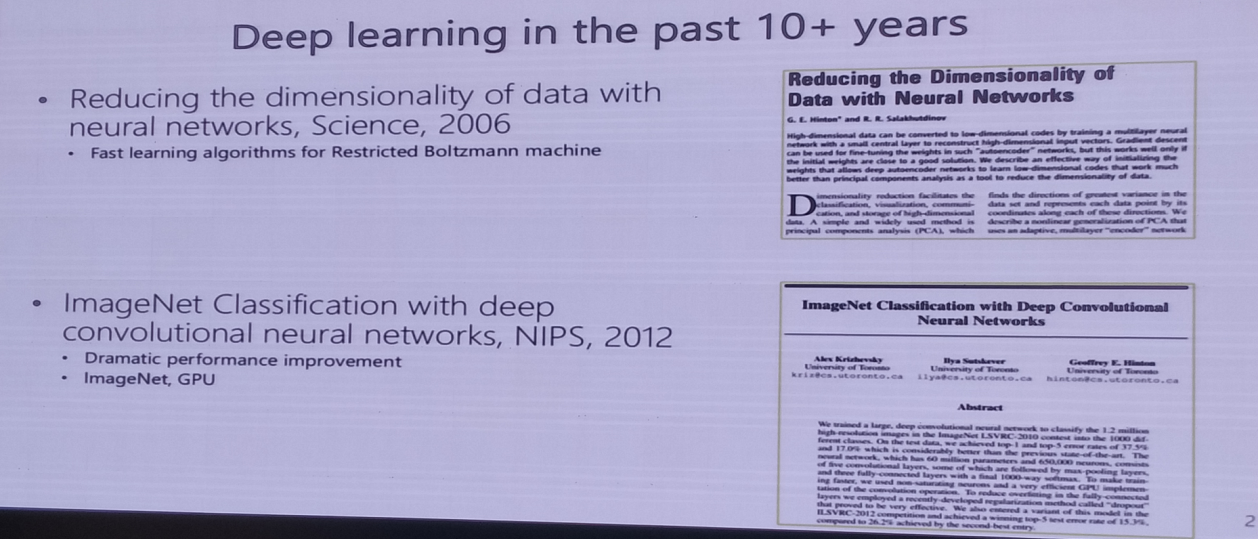 Deep learning in the past 10+ years
• Reducing the dimensionality of data with
neural networks, Science, 2006
• Fast learning algorithms for Restricted Boltzmann machine
• ImageNet Classification with deep
convolutional neural networks, NIPS, 2012
• Dramatic performance improvement
• ImageNet, GPU
Reducing the Dimensionality of
Data with Neural Networks
G. E. Hinton* and R. R. Salakhutdinov
High-dimensional data can be converted to low-dimensional codes by training a multilayer neural
network with a small central layer to reconstruct high-dimensional input vectors. Gradient descent
can be used for fine-tuning the weights in such "autoencoder" networks, but this works well only if
the initial weights are close to a good solution. We describe an effective way of initializing the
weights that allows deep autoencoder networks to learn low-dimensional codes that work much
better than principal components analysis as a tool to reduce the dimensionality of data.
Dimensionality reduction facilitates the
classification, visualization, communi-
cation, and storage of high-dimensional
data. A simple and widely used method is
principal components analysis (PCA), which
finds the directions of greatest variance in the
data set and represents each data point by its
coordinates along each of these directions. We
describe a nonlinear generalization of PCA that
uses an adaptive, multilayer "encoder" network
ImageNet Classification with Deep Convolutional
Neural Networks
Alex Krizhevsky
University of Toronto
kriz@cs.utoronto.ca
Ilya Sutskever
University of Toronto
ilya@cs.utoronto.ca
Geoffrey E. Hinton
University of Toronto
hinton@cs.utoronto.ca
Abstract
We trained a large, deep convolutional neural network to classify the 1.2 million
high-resolution images in the ImageNet LSVRC-2010 contest into the 1000 dif-
ferent classes. On the test data, we achieved top-1 and top-5 error rates of 37.5%
and 17.0% which is considerably better than the previous state-of-the-art. The
neural network, which has 60 million parameters and 650,000 neurons, consists
of five convolutional layers, some of which are followed by max-pooling layers,
and three fully-connected layers with a final 1000-way softmax. To make train-
ing faster, we used non-saturating neurons and a very efficient GPU implemen-
tation of the convolution operation. To reduce overfitting in the fully-connected
layers we employed a recently-developed regularization method called "dropout"
that proved to be very effective. We also entered a variant of this model in the
ILSVRC-2012 competition and achieved a winning top-5 test error rate of 15.3%,
compared to 26.2% achieved by the second-best entry.
2